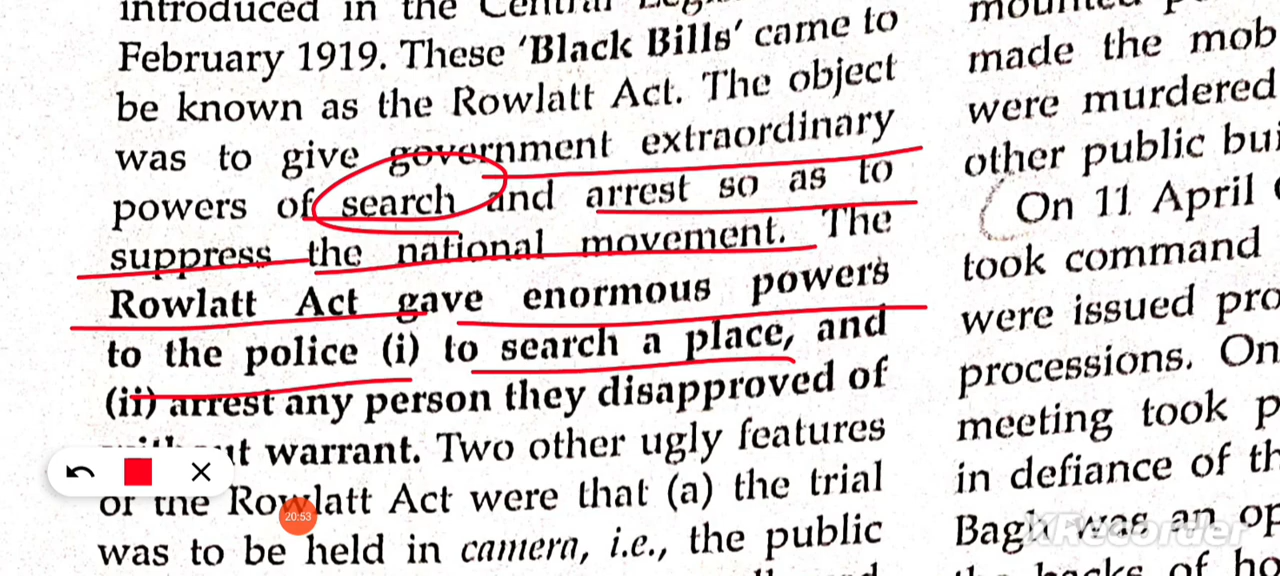 introduced in the
February 1919. These ‘Black Bills’ came to
be known as the Rowlatt Act. The object
was to give government extraordinary
powers of search and arrest so as to
suppress the national movement. The
Rowlatt Act gave enormous powers
to the police (i) to search a place, and
(ii) arrest any person they disapproved of
warrant. Two other ugly features
of the Rowlatt Act were that (a) the trial
was to be held in camera, i.e., the public
made the mob
were murdered
other public
On 11 April
took command
were issued
processions. On
meeting took
in defiance of
Bagh was an
of
20:53
XRecorder